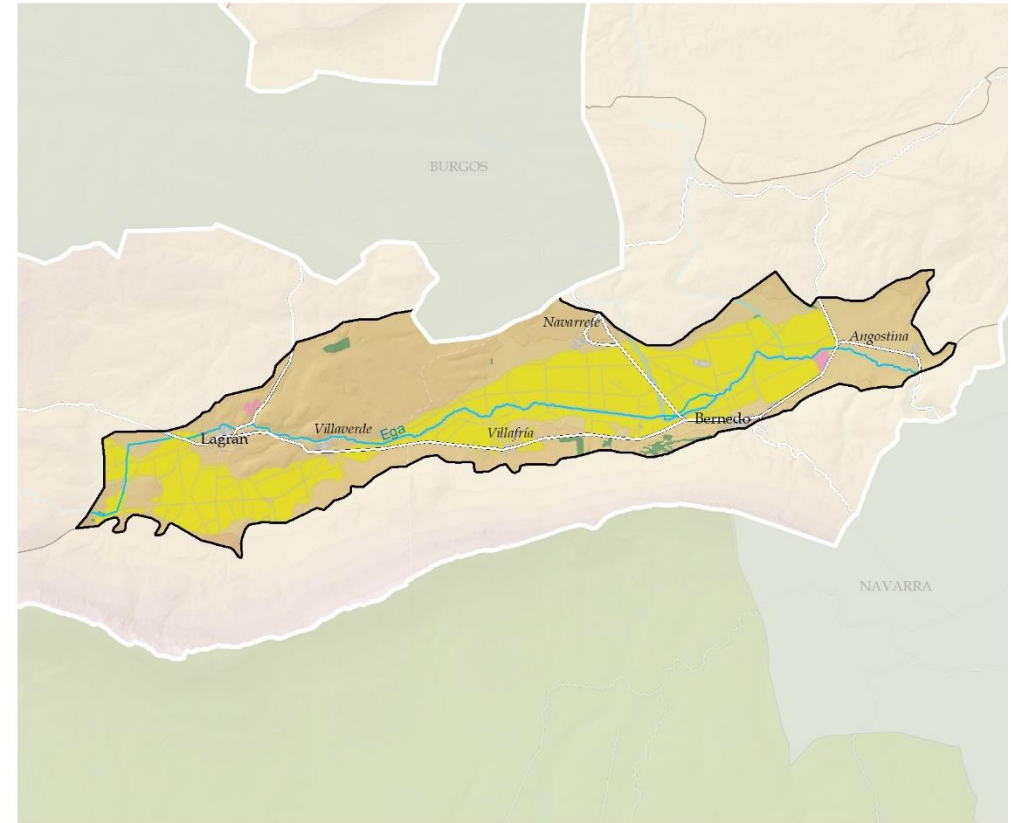 BURGOS
Navarrete
Angostina
Bernedo
Villaverde
Ega
Villafría
Lagrán
NAVARRA